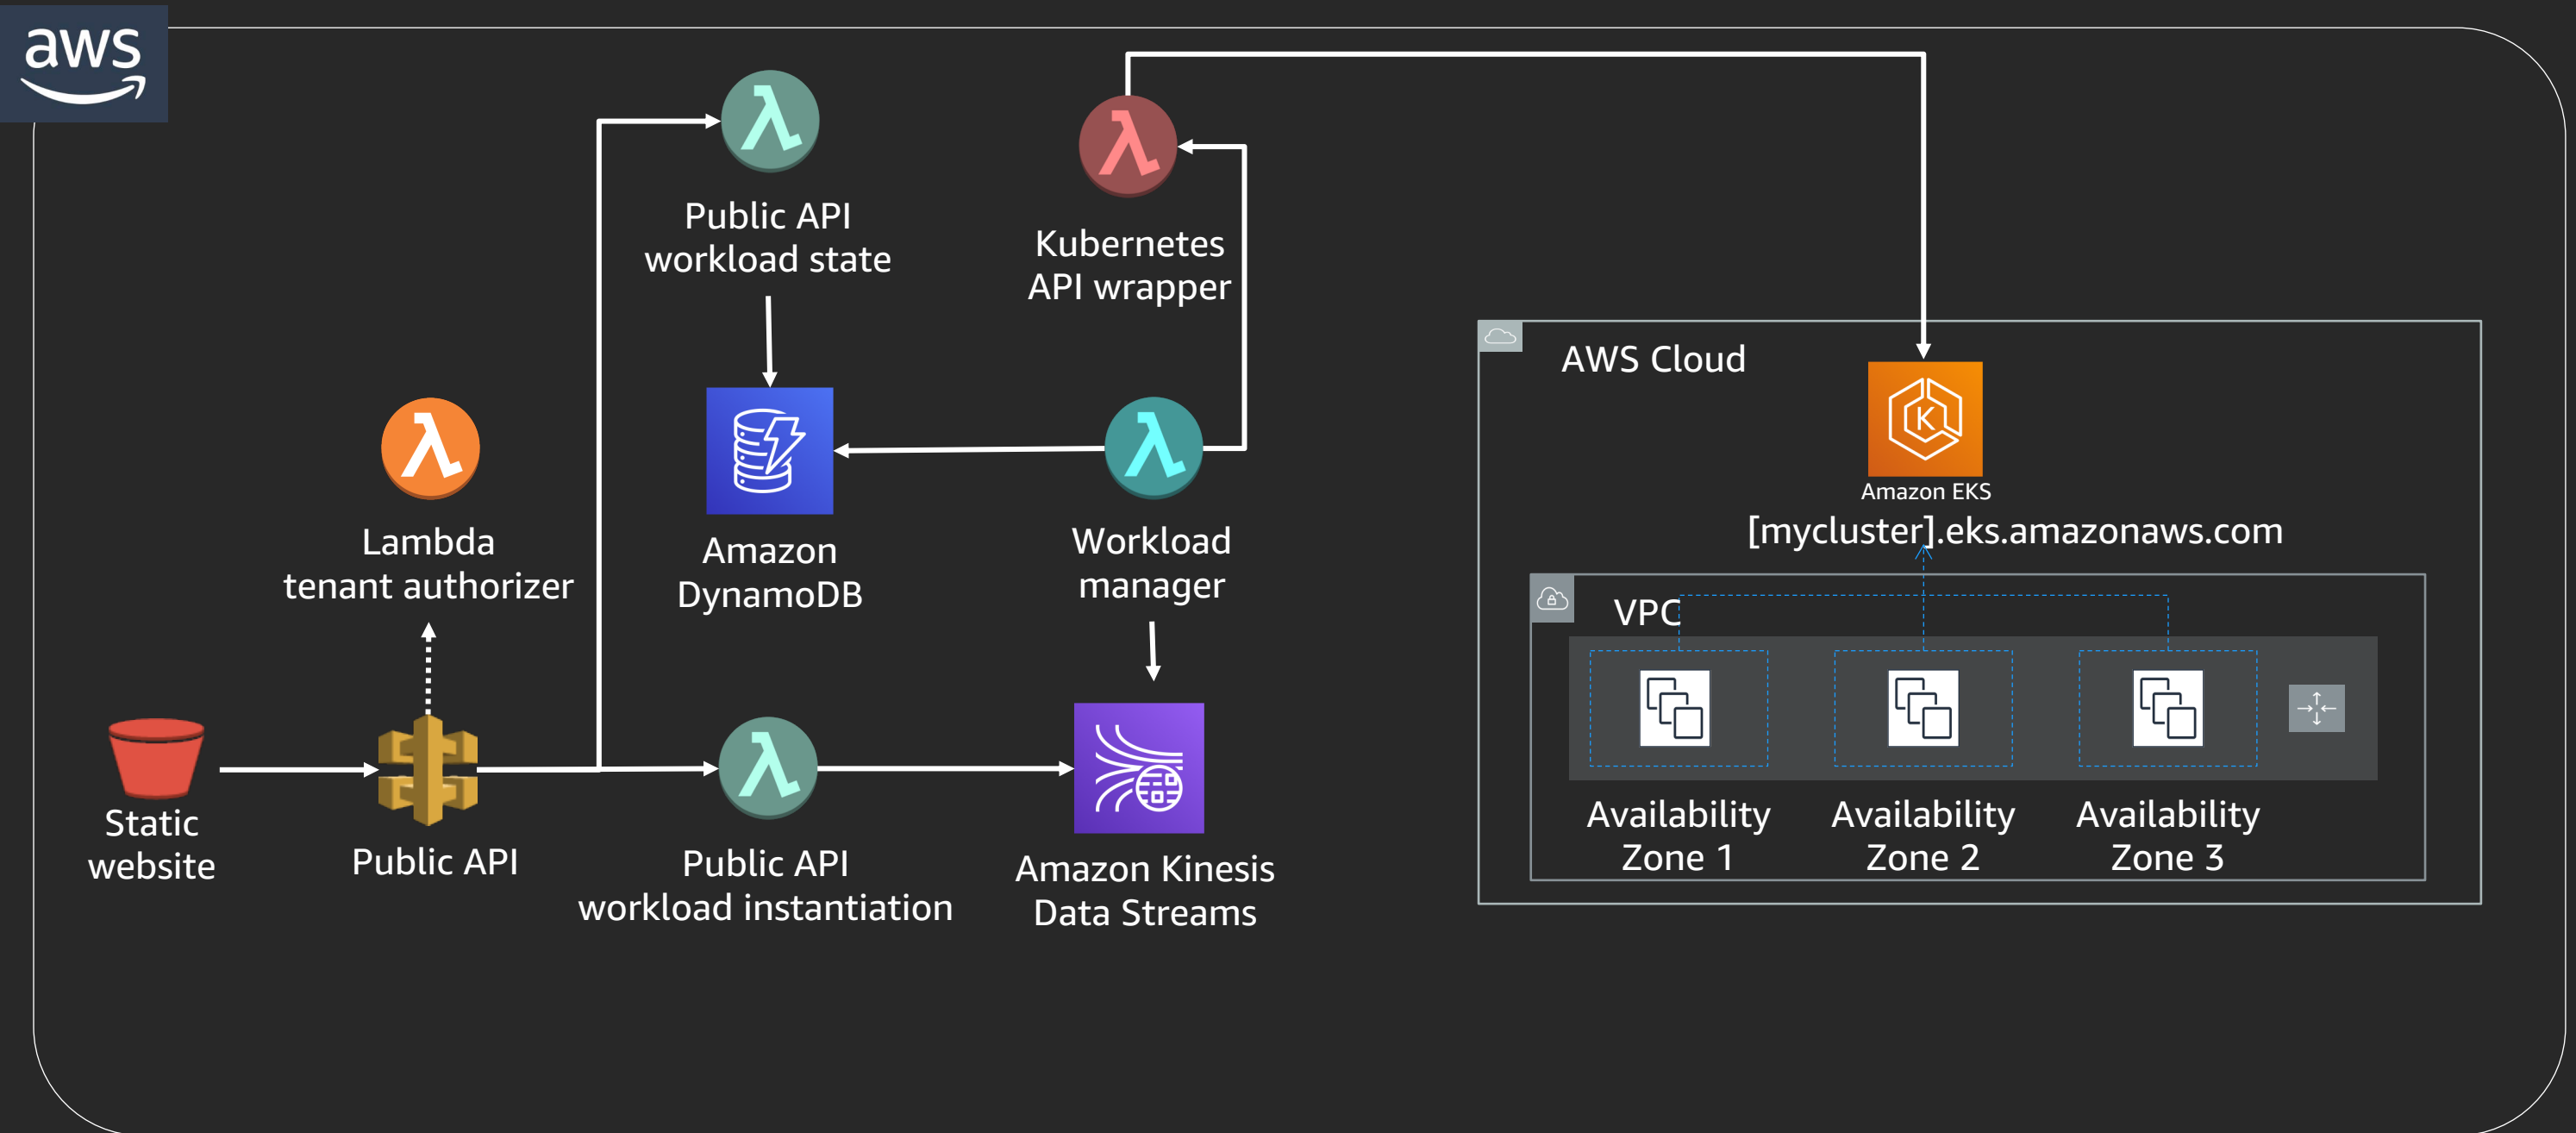 aws
Public API
workload state
Kubernetes
API wrapper
AWS Cloud
Amazon EKS
[mycluster].eks.amazonaws.com
Lambda
tenant authorizer
Amazon
DynamoDB
Workload
manager
VPC
Static
website
Public API
Public API
workload instantiation
Amazon Kinesis
Data Streams
Availability
Zone 1
Availability
Zone 2
Availability
Zone 3